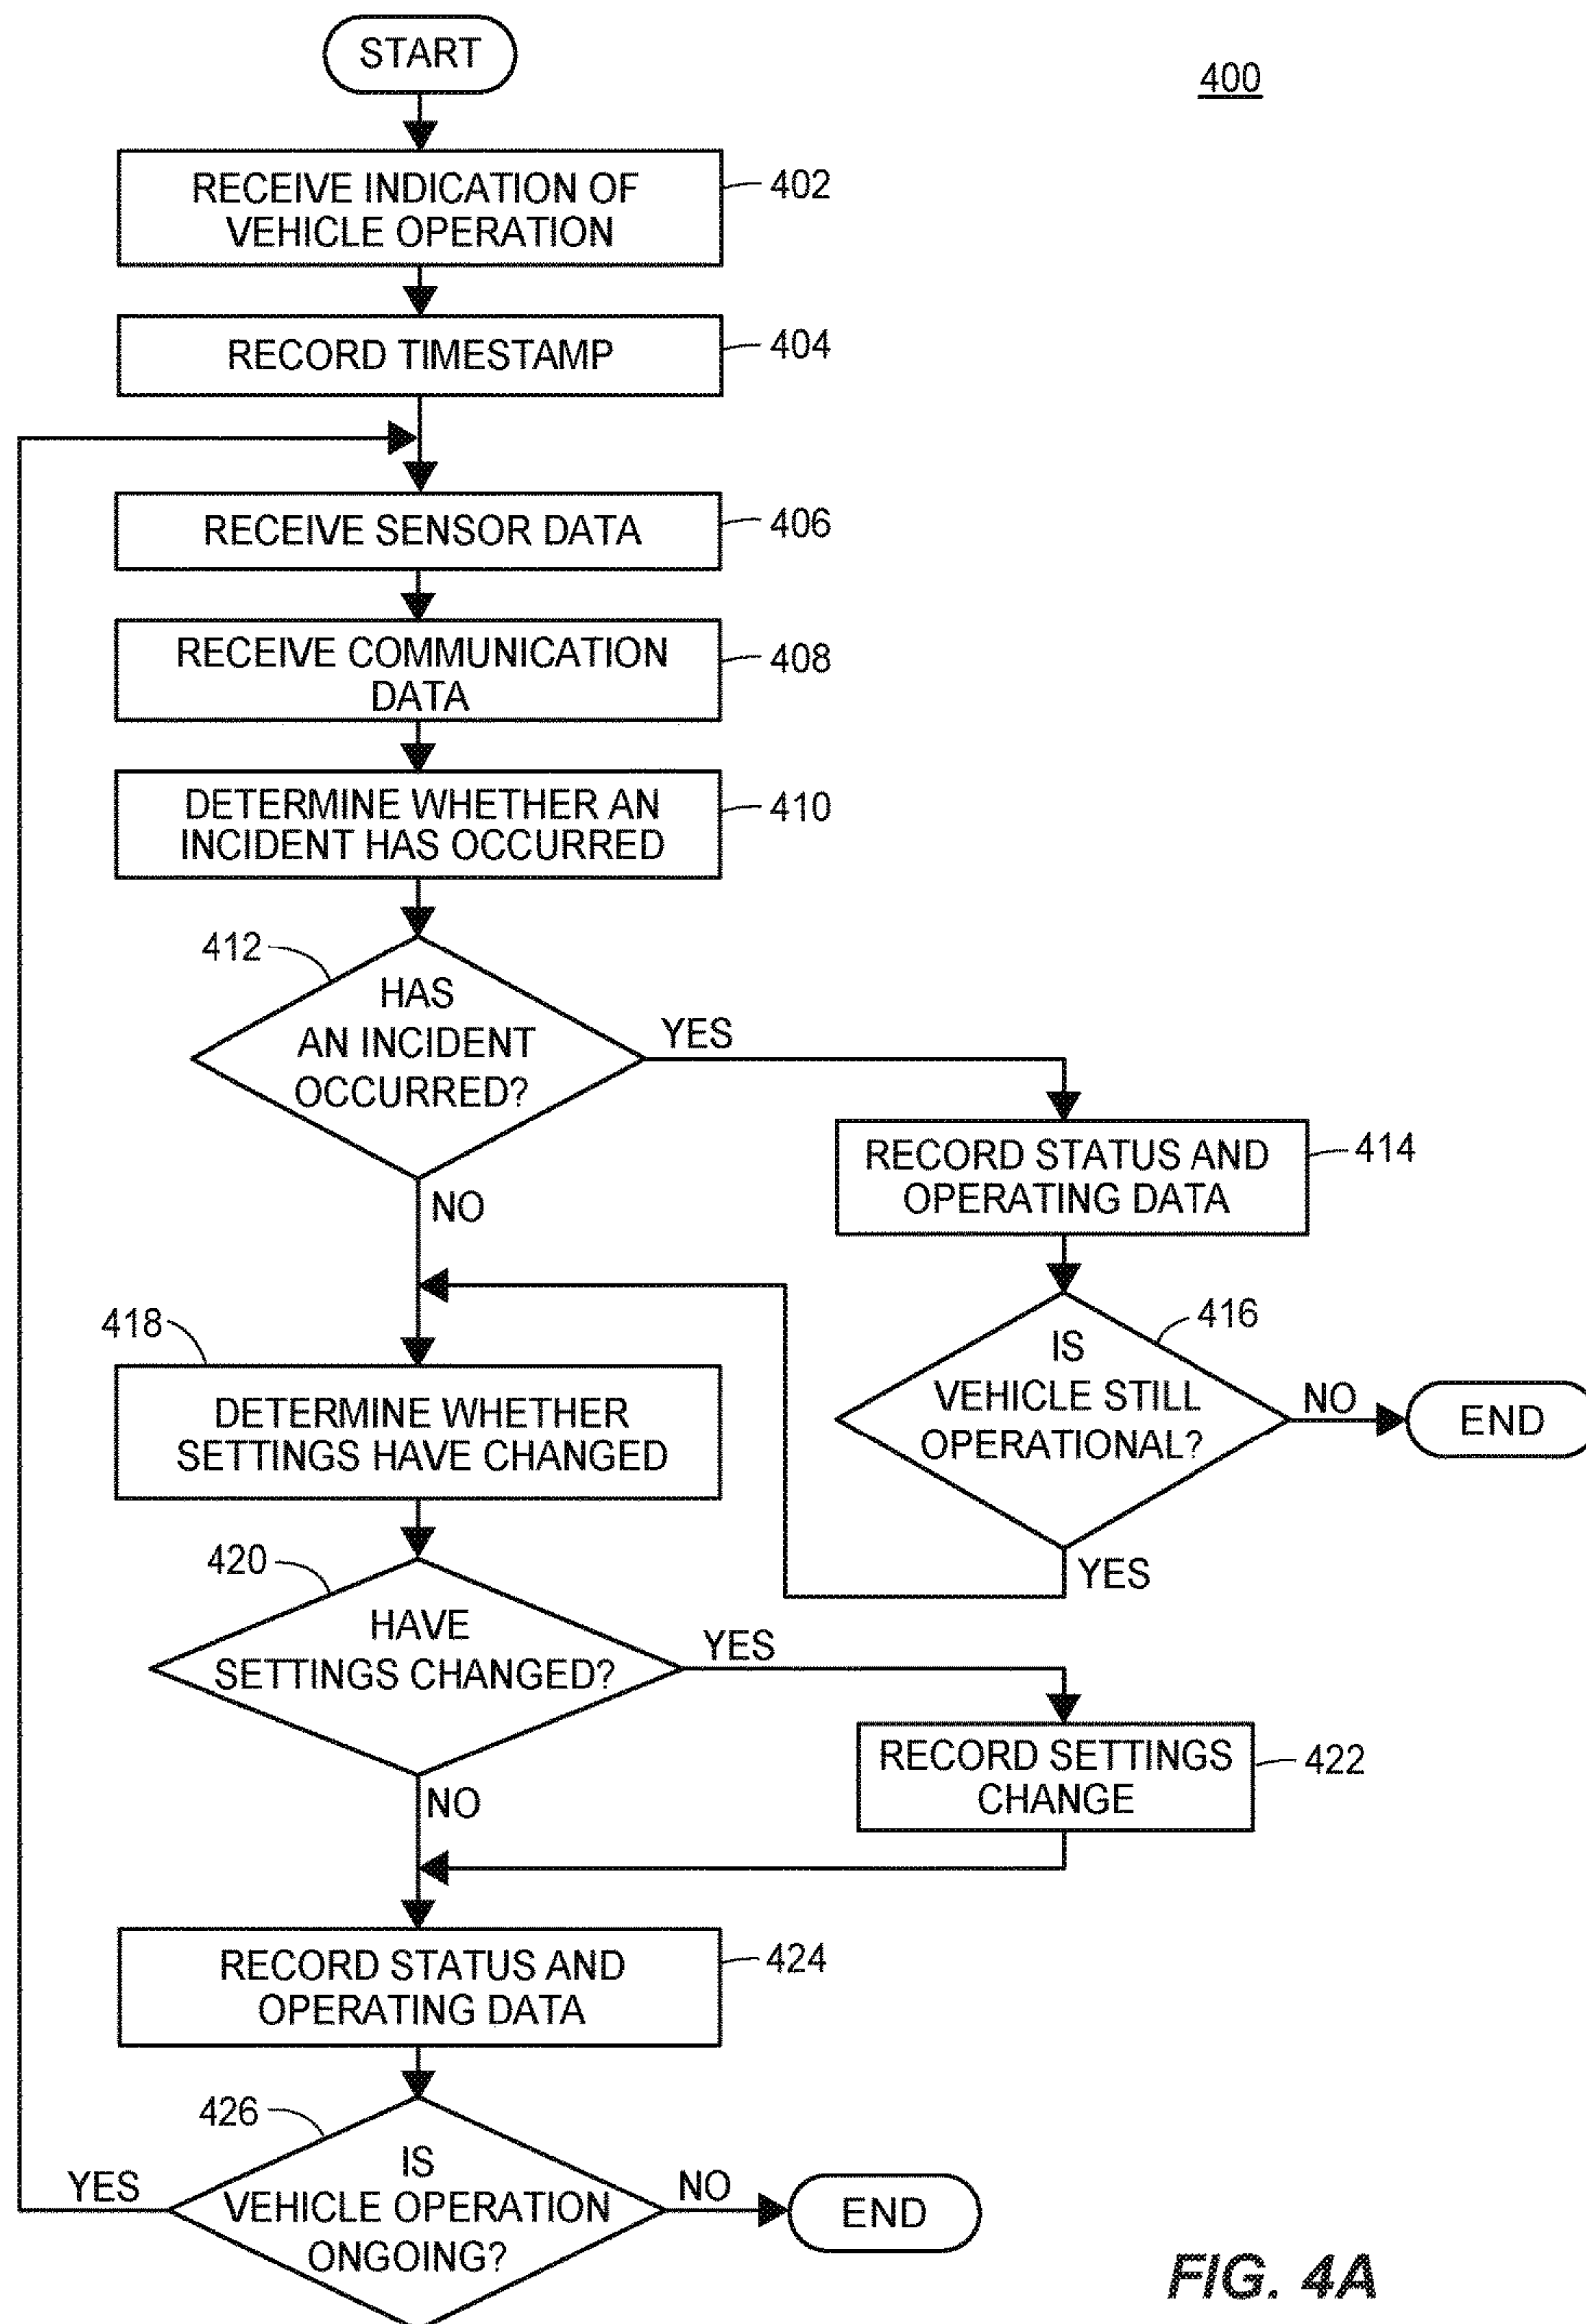 START
400
RECEIVE INDICATION OF
VEHICLE OPERATION
402
RECORD TIMESTAMP
404
RECEIVE SENSOR DATA
406
RECEIVE COMMUNICATION
DATA
408
DETERMINE WHETHER AN
INCIDENT HAS OCCURRED
410
412
HAS
AN INCIDENT
OCCURRED?
YES
NO
RECORD STATUS AND
OPERATING DATA
414
IS
VEHICLE STILL
OPERATIONAL?
416
NO
END
YES
418
DETERMINE WHETHER
SETTINGS HAVE CHANGED
420
HAVE
SETTINGS CHANGED?
YES
NO
RECORD SETTINGS
CHANGE
422
RECORD STATUS AND
OPERATING DATA
424
426
IS
VEHICLE OPERATION
ONGOING?
YES
NO
END
FIG. 4A